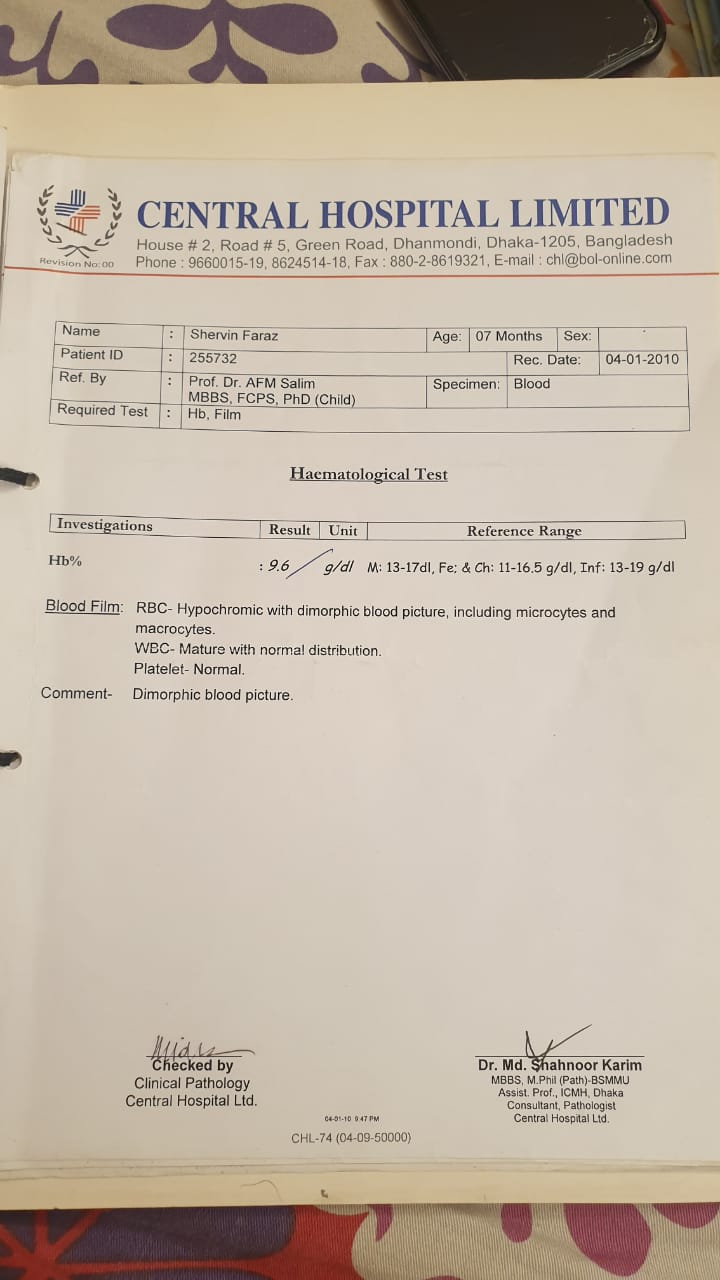 CENTRAL HOSPITAL LIMITED
House # 2, Road # 5, Green Road, Dhanmondi, Dhaka-1205, Bangladesh
Revision No: 00
Phone : 9660015-19, 8624514-18, Fax : 880-2-8619321, E-mail : chl@bol-online.com
Name : Shervin Faraz Age: 07 Months Sex:
Patient ID : 255732 Rec. Date: 04-01-2010
Ref. By : Prof. Dr. AFM Salim Specimen: Blood
MBBS, FCPS, PhD (Child)
Required Test : Hb, Film
Haematological Test
Investigations Result Unit Reference Range
Hb% : 9.6 g/dl M: 13-17dl, Fe: & Ch: 11-16.5 g/dl, Inf: 13-19 g/dl
Blood Film: RBC- Hypochromic with dimorphic blood picture, including microcytes and
macrocytes.
WBC- Mature with normal distribution.
Platelet- Normal.
Comment- Dimorphic blood picture.
Checked by
Clinical Pathology
Central Hospital Ltd.
Dr. Md. Shahnoor Karim
MBBS, M.Phil (Path)-BSMMU
Assist. Prof., ICMH, Dhaka
Consultant, Pathologist
Central Hospital Ltd.
04-01-10 9:47 PM
CHL-74 (04-09-50000)